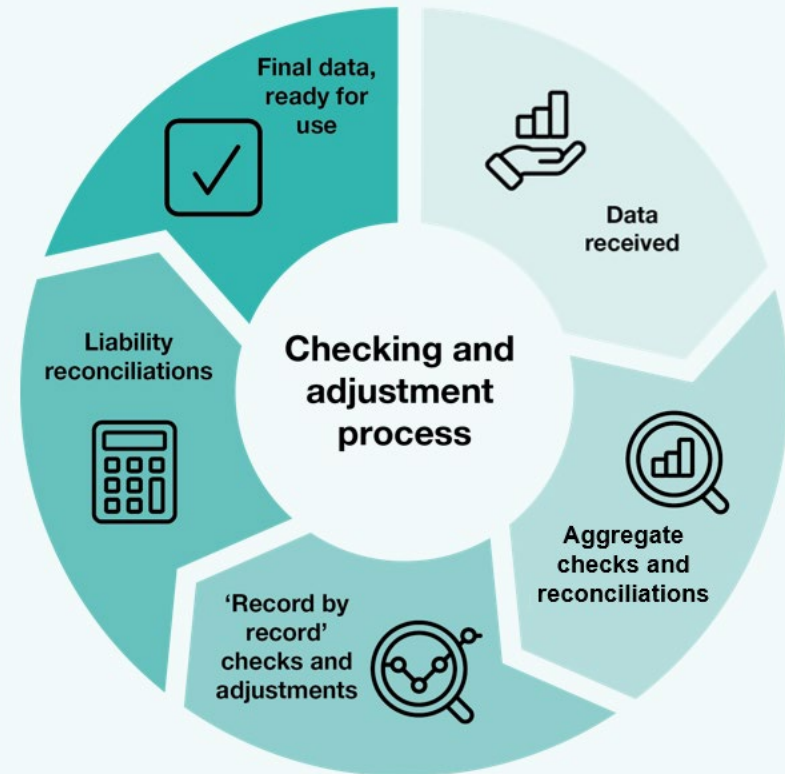 Checking and
adjustment
process
Data
received
Aggregate
checks and
reconciliations
‘Record by
record’
checks and
adjustments
Liability
reconciliations
Final data,
ready for
use